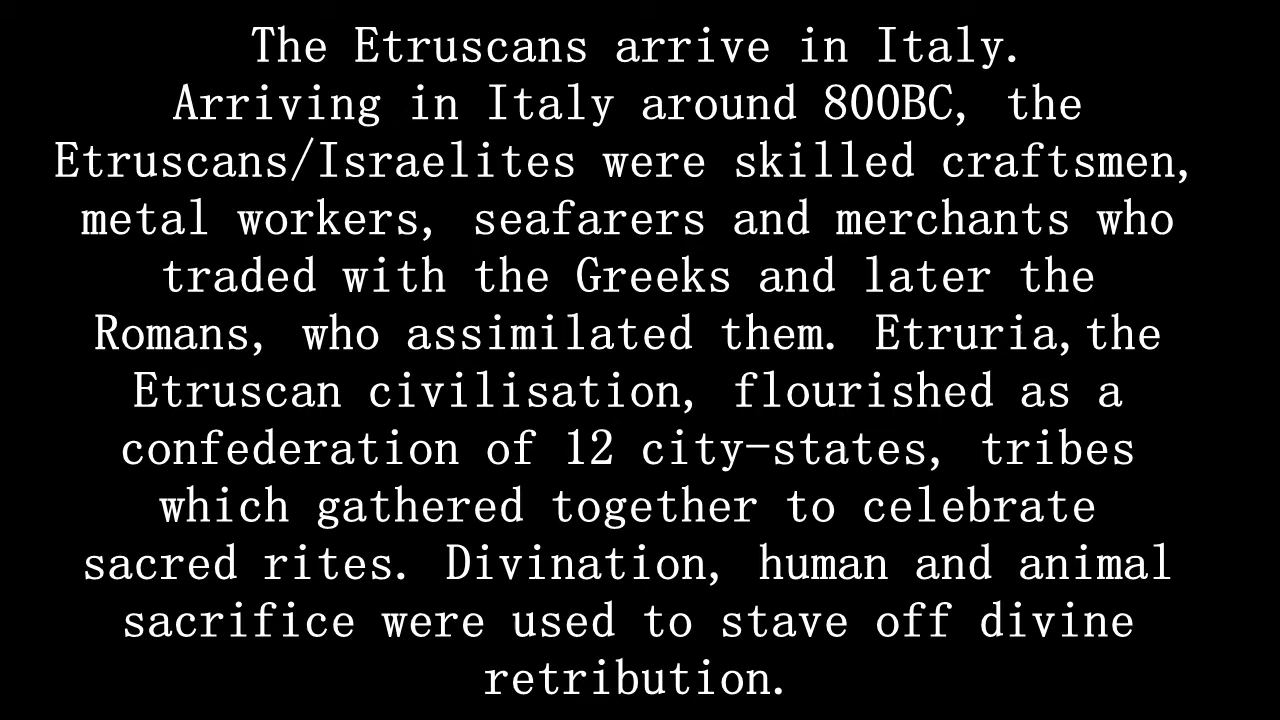 The Etruscans arrive in Italy.
Arriving in Italy around 800BC, the
Etruscans/Israelites were skilled craftsmen,
metal workers, seafarers and merchants who
traded with the Greeks and later the
Romans, who assimilated them. Etruria,the
Etruscan civilisation, flourished as a
confederation of 12 city-states, tribes
which gathered together to celebrate
sacred rites. Divination, human and animal
sacrifice were used to stave off divine
retribution.